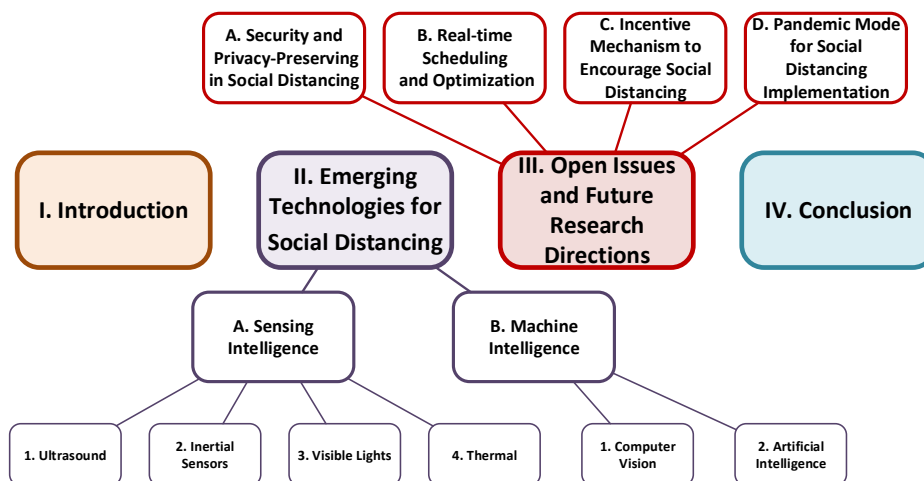 A. Security and
Privacy-Preserving
in Social Distancing
B. Real-time
Scheduling
and Optimization
C. Incentive
Mechanism to
Encourage Social
Distancing
D. Pandemic Mode
for Social
Distancing
Implementation
I. Introduction
II. Emerging
Technologies for
Social Distancing
III. Open Issues
and Future
Research
Directions
IV. Conclusion
A. Sensing
Intelligence
B. Machine
Intelligence
1. Ultrasound
2. Inertial
Sensors
3. Visible Lights
4. Thermal
1. Computer
Vision
2. Artificial
Intelligence